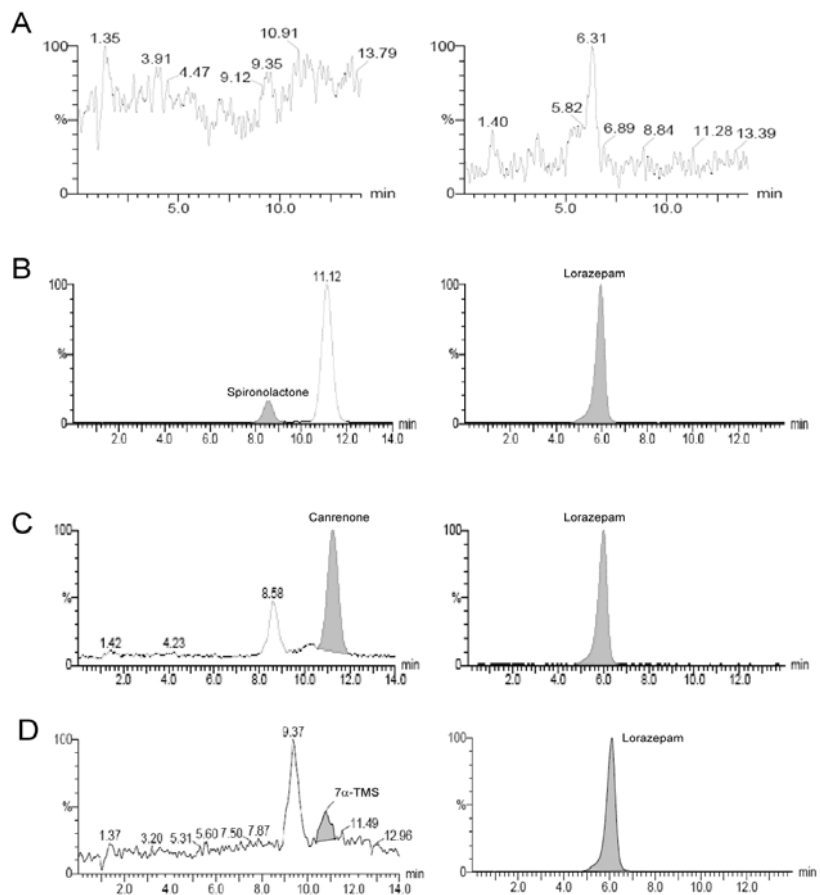 A
1.35 3.91 4.47 9.12 9.35 10.91 13.79
100
%
0
5.0 10.0 min
6.31 5.82 1.40 6.89 8.84 11.28 13.39
100
%
0
5.0 10.0 min
B
11.12
Spironolactone
100
%
0
2.0 4.0 6.0 8.0 10.0 12.0 14.0 min
Lorazepam
100
%
0
2.0 4.0 6.0 8.0 10.0 12.0 min
C
Canrenone
8.58
1.42 4.23
100
%
0
2.0 4.0 6.0 8.0 10.0 12.0 14.0 min
Lorazepam
100
%
0
2.0 4.0 6.0 8.0 10.0 12.0 min
D
9.37
7α-TMS
1.37 3.20 5.31 5.60 7.50 7.87 11.49 12.96
100
%
0
2.0 4.0 6.0 8.0 10.0 12.0 14.0 min
Lorazepam
100
%
0
2.0 4.0 6.0 8.0 10.0 12.0 min